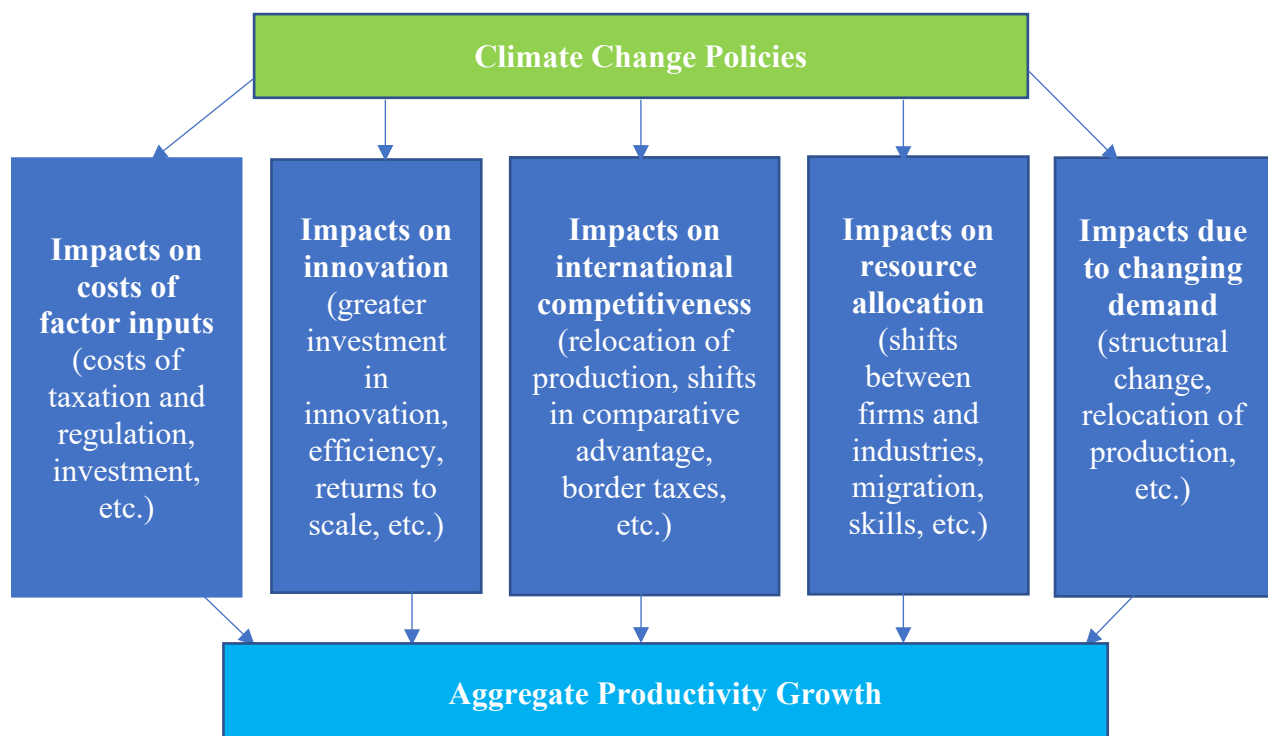 Climate Change Policies
Impacts on
costs of
factor inputs
(costs of
taxation and
regulation,
investment,
etc.)
Impacts on
innovation
(greater
investment
in
innovation,
efficiency,
returns to
scale, etc.)
Impacts on
international
competitiveness
(relocation of
production, shifts
in comparative
advantage,
border taxes,
etc.)
Impacts on
resource
allocation
(shifts
between
firms and
industries,
migration,
skills, etc.)
Impacts due
to changing
demand
(structural
change,
relocation of
production,
etc.)
Aggregate Productivity Growth